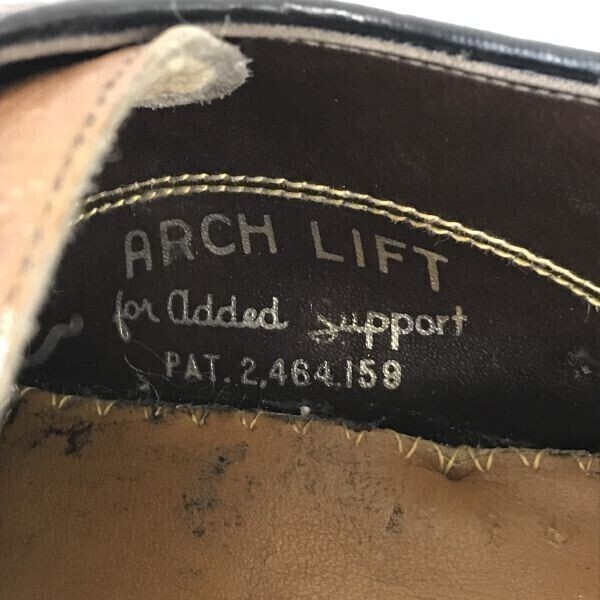 ARCH LIFT
for Added Support
PAT. 2,464,159